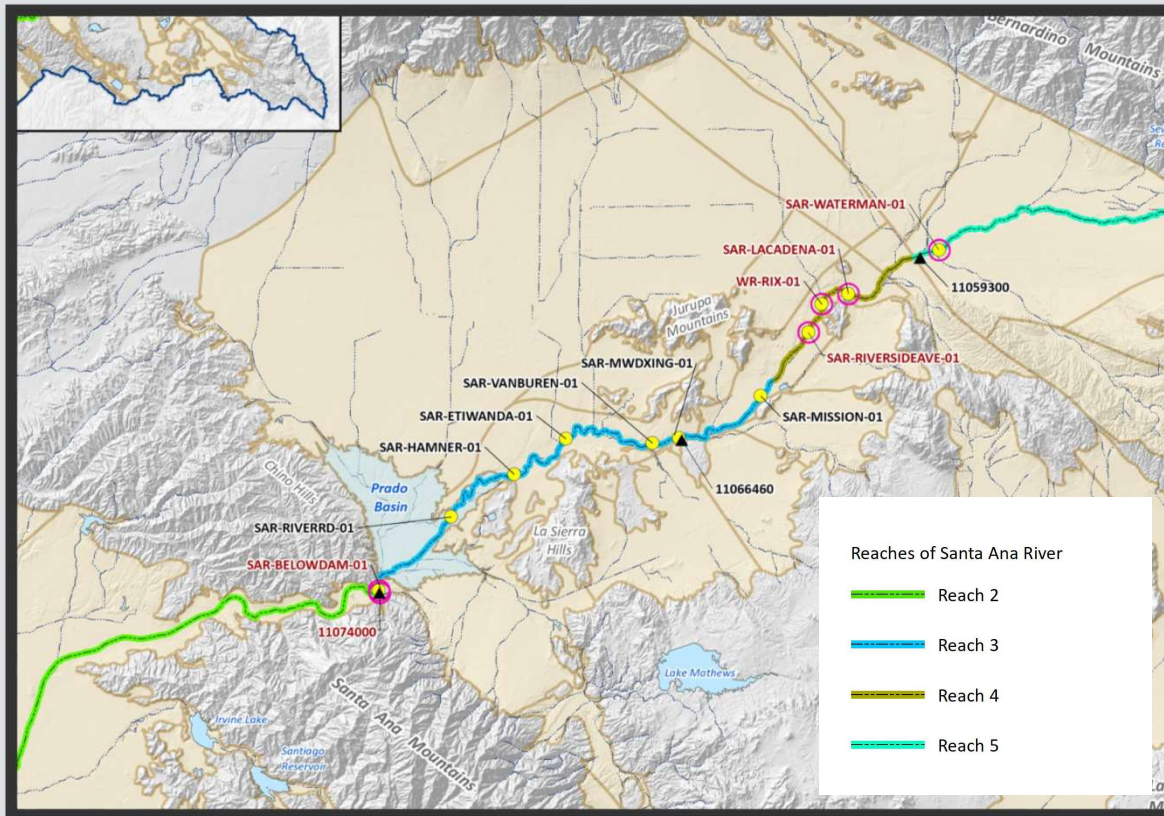 Bernardino
Mountains
SAR-WATERMAN-01
SAR-LACADENA-01
WR-RIX-01
11059300
Jurupa
Mountains
SAR-RIVERSIDEAVE-01
SAR-MWDXING-01
SAR-VANBUREN-01
SAR-ETIWANDA-01
SAR-MISSION-01
SAR-HAMNER-01
Chino Hills
Prado
Basin
11066460
SAR-RIVERRD-01
La Sierra
Hills
SAR-BELOWDAM-01
11074000
Lake Mathews
Santa Ana Mountains
Irvine Lake
Santiago
Reservoir
Reaches of Santa Ana River
Reach 2
Reach 3
Reach 4
Reach 5